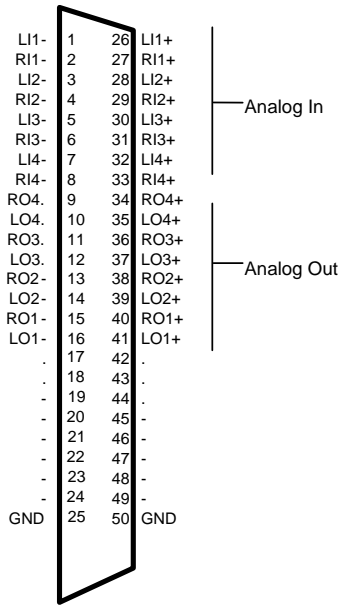 LI1- 1 26 LI1+
RI1- 2 27 RI1+
LI2- 3 28 LI2+
RI2- 4 29 RI2+
LI3- 5 30 LI3+
RI3- 6 31 RI3+
LI4- 7 32 LI4+
RI4- 8 33 RI4+
Analog In
RO4. 9 34 RO4+
LO4. 10 35 LO4+
RO3. 11 36 RO3+
LO3. 12 37 LO3+
RO2- 13 38 RO2+
LO2- 14 39 LO2+
RO1- 15 40 RO1+
LO1- 16 41 LO1+
Analog Out
. 17 42 .
. 18 43 .
- 19 44 .
- 20 45 -
- 21 46 -
- 22 47 -
- 23 48 -
- 24 49 -
GND 25 50 GND